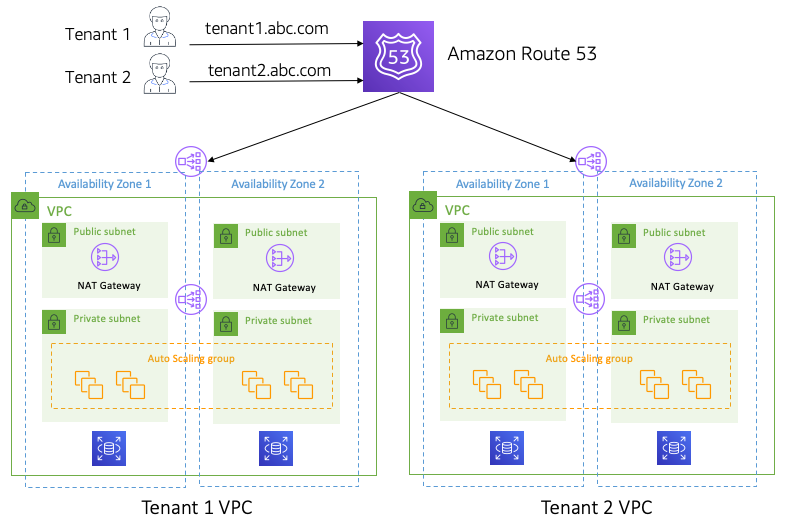 Tenant 1
tenant1.abc.com
Tenant 2
tenant2.abc.com
53
Amazon Route 53
Availability Zone 1
Availability Zone 2
VPC
Public subnet
NAT Gateway
Public subnet
NAT Gateway
Private subnet
Private subnet
Auto Scaling group
Tenant 1 VPC
Availability Zone 1
Availability Zone 2
VPC
Public subnet
NAT Gateway
Public subnet
NAT Gateway
Private subnet
Private subnet
Auto Scaling group
Tenant 2 VPC